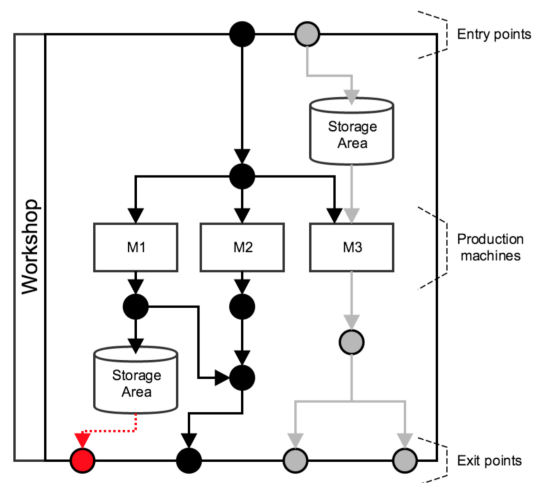 Entry points
Storage
Area
Workshop
M1
M2
M3
Production
machines
Storage
Area
Exit points